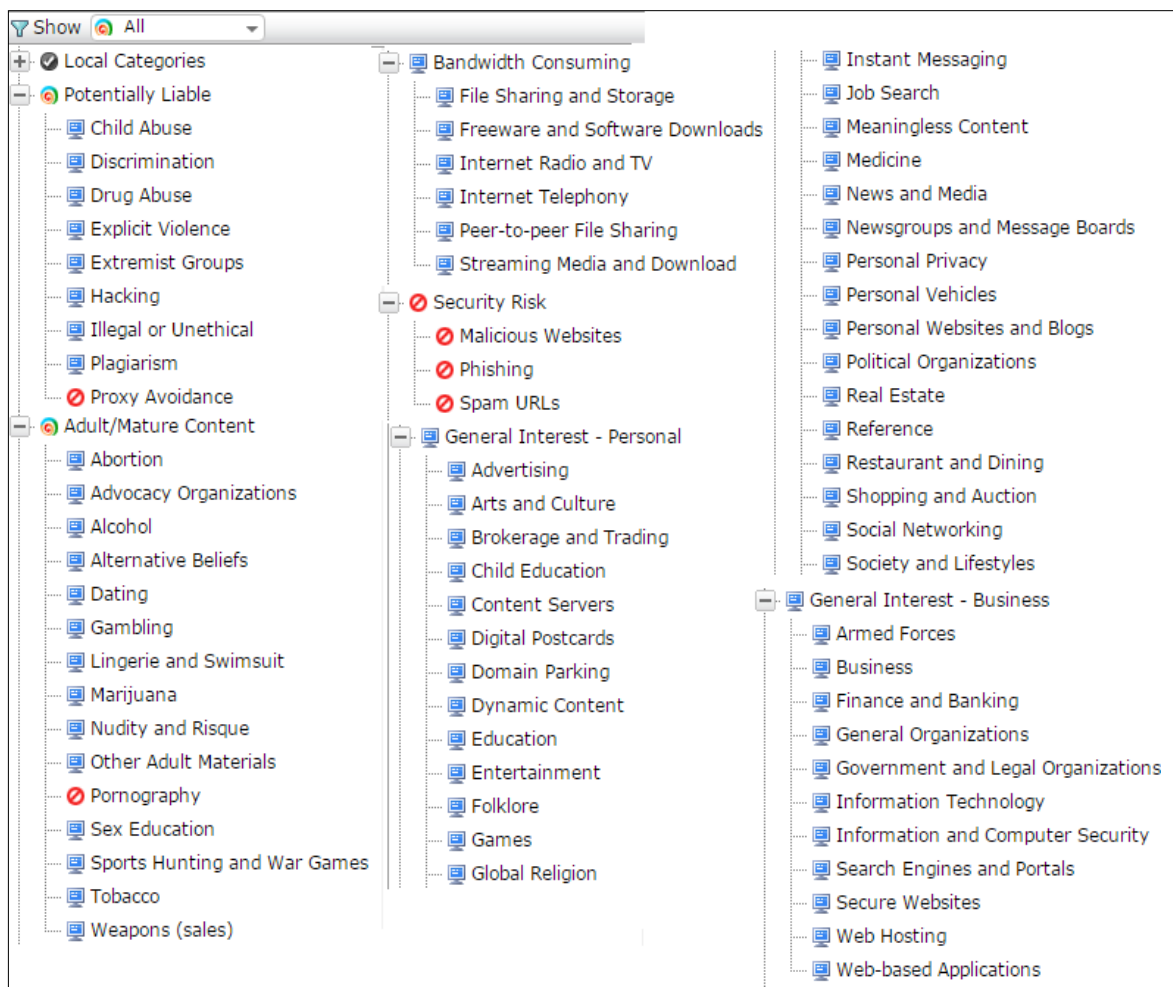 Show All
Local Categories
Potentially Liable
Child Abuse
Discrimination
Drug Abuse
Explicit Violence
Extremist Groups
Hacking
Illegal or Unethical
Plagiarism
Proxy Avoidance
Adult/Mature Content
Abortion
Advocacy Organizations
Alcohol
Alternative Beliefs
Dating
Gambling
Lingerie and Swimsuit
Marijuana
Nudity and Risque
Other Adult Materials
Pornography
Sex Education
Sports Hunting and War Games
Tobacco
Weapons (sales)
Bandwidth Consuming
File Sharing and Storage
Freeware and Software Downloads
Internet Radio and TV
Internet Telephony
Peer-to-peer File Sharing
Streaming Media and Download
Security Risk
Malicious Websites
Phishing
Spam URLs
General Interest - Personal
Advertising
Arts and Culture
Brokerage and Trading
Child Education
Content Servers
Digital Postcards
Domain Parking
Dynamic Content
Education
Entertainment
Folklore
Games
Global Religion
Instant Messaging
Job Search
Meaningless Content
Medicine
News and Media
Newsgroups and Message Boards
Personal Privacy
Personal Vehicles
Personal Websites and Blogs
Political Organizations
Real Estate
Reference
Restaurant and Dining
Shopping and Auction
Social Networking
Society and Lifestyles
General Interest - Business
Armed Forces
Business
Finance and Banking
General Organizations
Government and Legal Organizations
Information Technology
Information and Computer Security
Search Engines and Portals
Secure Websites
Web Hosting
Web-based Applications